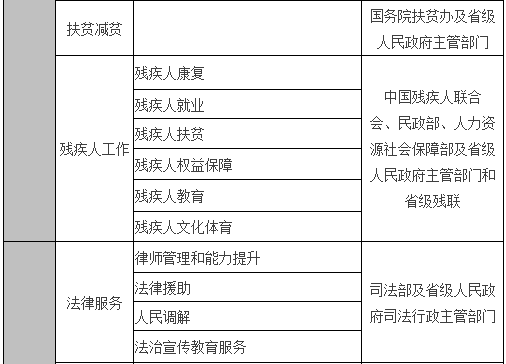 扶贫减贫
国务院扶贫办及省级
人民政府主管部门
残疾人工作
残疾人康复
残疾人就业
残疾人扶贫
残疾人权益保障
残疾人教育
残疾人文化体育
中国残疾人联合
会、民政部、人力资
源社会保障部及省级
人民政府主管部门和
省级残联
法律服务
律师管理和能力提升
法律援助
人民调解
法治宣传教育服务
司法部及省级人民政
府司法行政主管部门